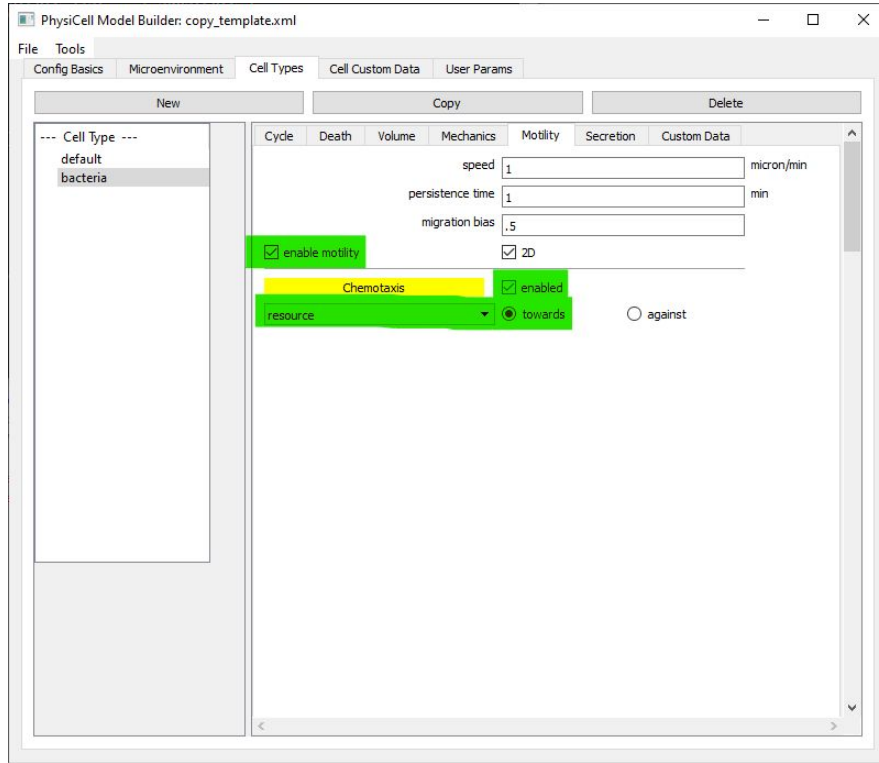 PhysiCell Model Builder: copy_template.xml
File Tools
Config Basics Microenvironment Cell Types Cell Custom Data User Params
New Copy Delete
--- Cell Type ---
default
bacteria
Cycle Death Volume Mechanics Motility Secretion Custom Data
speed 1 micron/min
persistence time 1 min
migration bias .5
enable motility 2D
Chemotaxis enabled
resource towards against